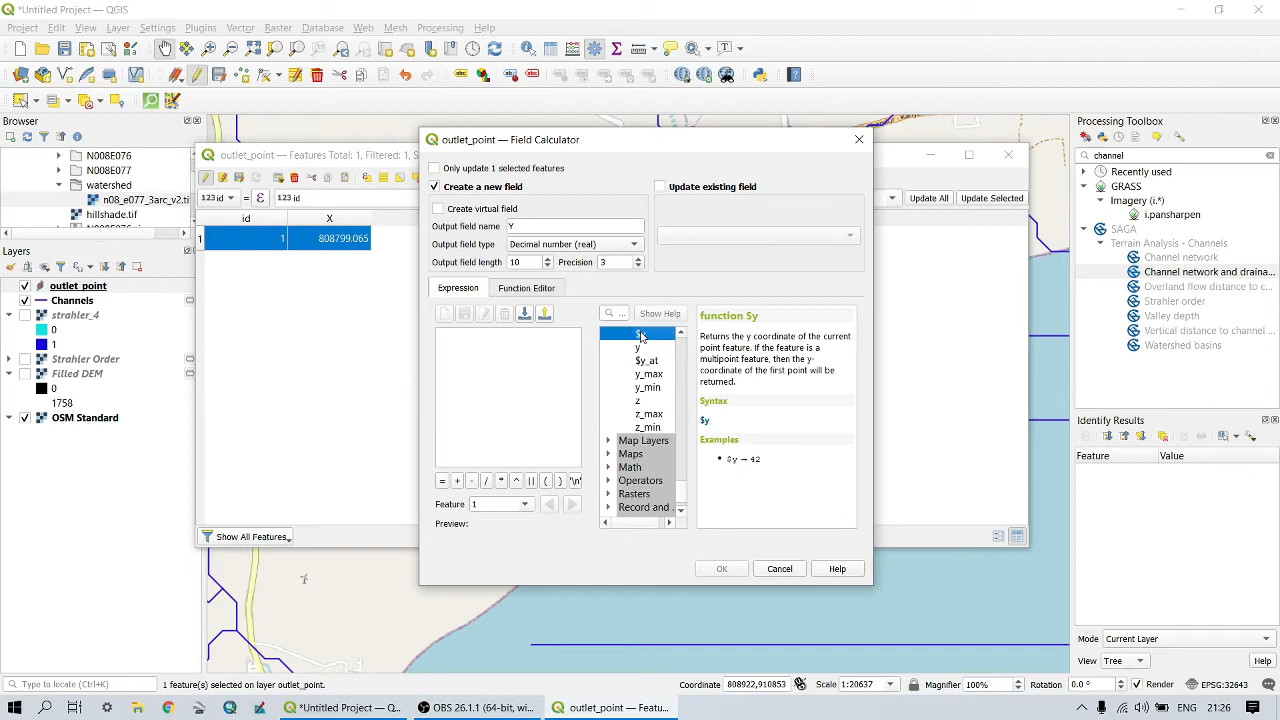 *Untitled Project — QGIS
Project Edit View Layer Settings Plugins Vector Raster Database Web Mesh Processing Help
Browser
N008E076
N008E077
watershed
n08_e077_3arc_v2.tif
hillshade.tif
Layers
outlet_point
Channels
strahler_4
0
1
Strahler Order
Filled DEM
0
1758
OSM Standard
outlet_point — Features Total: 1, Filtered: 1, S
123 id = ε 123 id
Update All Update Selected
id X
1 1 808799.065
Show All Features
outlet_point — Field Calculator
Only update 1 selected features
Create a new field
Update existing field
Create virtual field
Output field name Y
Output field type Decimal number (real)
Output field length 10 Precision 3
Expression Function Editor
... Show Help
$y
y
$y_at
y_max
y_min
z
z_max
z_min
Map Layers
Maps
Math
Operators
Rasters
Record and
function $y
Returns the y coordinate of the current
point feature. If the feature is a
multipoint feature, then the y-
coordinate of the first point will be
returned.
Syntax
$y
Examples
• $y → 42
= + - / * ^ || ( ) '\n'
Feature 1
Preview:
OK Cancel Help
Processing Toolbox
channel
Recently used
GRASS
Imagery (i.*)
i.pansharpen
SAGA
Terrain Analysis - Channels
Channel network
Channel network and draina
Overland flow distance to c
Strahler order
Valley depth
Vertical distance to channel
Watershed basins
Identify Results
Feature Value
Mode Current Layer
View Tree Help
Type to locate (Ctrl+K)
1 feature(s) selected on layer outlet_point.
Coordinate 808922,910853
Scale 1:20637
Magnifier 100%
Rotation 0.0 °
Render
EPSG:32643
*Untitled Project — Q...
OBS 26.1.1 (64-bit, wi...
outlet_point — Featu...
ENG 21:26